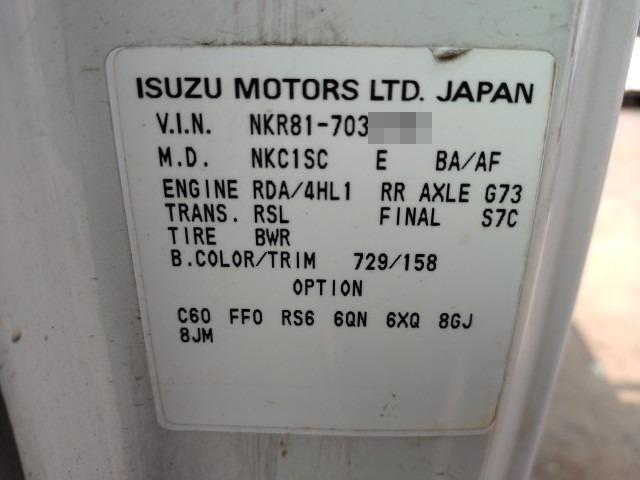 ISUZU MOTORS LTD. JAPAN
V.I.N. NKR81-703
M.D. NKC1SC E BA/AF
ENGINE RDA/4HL1 RR AXLE G73
TRANS. RSL FINAL S7C
TIRE BWR
B.COLOR/TRIM 729/158
OPTION
C60 FF0 RS6 6QN 6XQ 8GJ
8JM